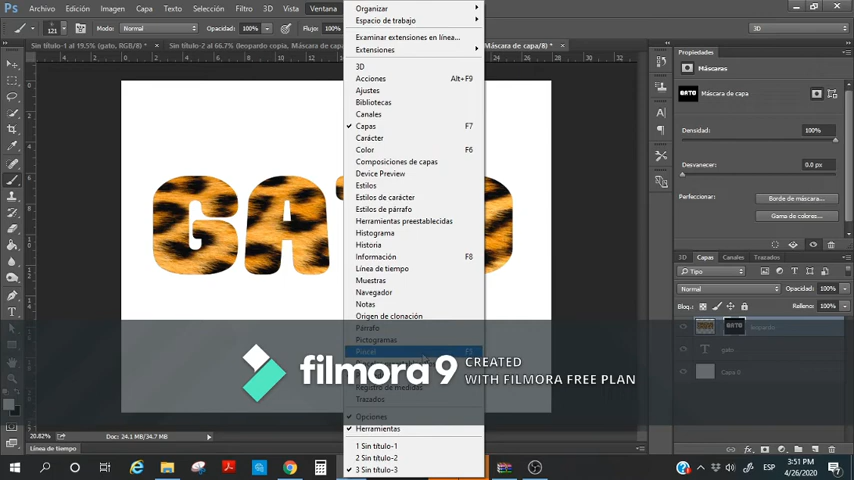 Ps Archivo Edición Imagen Capa Texto Selección Filtro 3D Vista Ventana
121 Modo: Normal Opacidad: 100% Flujo: 100% 3D
Sin título-1 al 19.5% (gato, RGB/8) * × Sin título-2 al 66.7% (leopardo copia, Máscara de capa Máscara de capa/8) * ×
Organizar
Espacio de trabajo
Examinar extensiones en línea...
Extensiones
3D
Acciones Alt+F9
Ajustes
Bibliotecas
Canales
Capas F7
Carácter
Color F6
Composiciones de capas
Device Preview
Estilos
Estilos de carácter
Estilos de párrafo
Herramientas preestablecidas
Histograma
Historia
Información F8
Línea de tiempo
Muestras
Navegador
Notas
Origen de clonación
Párrafo
Pictogramas
Pincel F5
Registro de medidas
Trazados
Opciones
Herramientas
1 Sin título-1
2 Sin título-2
3 Sin título-3
GAT O
filmora9 CREATED
WITH FILMORA FREE PLAN
Propiedades
Máscaras
GATO Máscara de capa
Densidad: 100%
Desvanecer: 0.0 px
Perfeccionar: Borde de máscara...
Gama de colores...
3D Capas Canales Trazados
Tipo
Normal Opacidad: 100%
Bloq.: Relleno: 100%
GATO leopardo
T gato
Capa 0
20.82% Doc: 24.1 MB/34.7 MB
Línea de tiempo
ESP 3:51 PM
4/26/2020